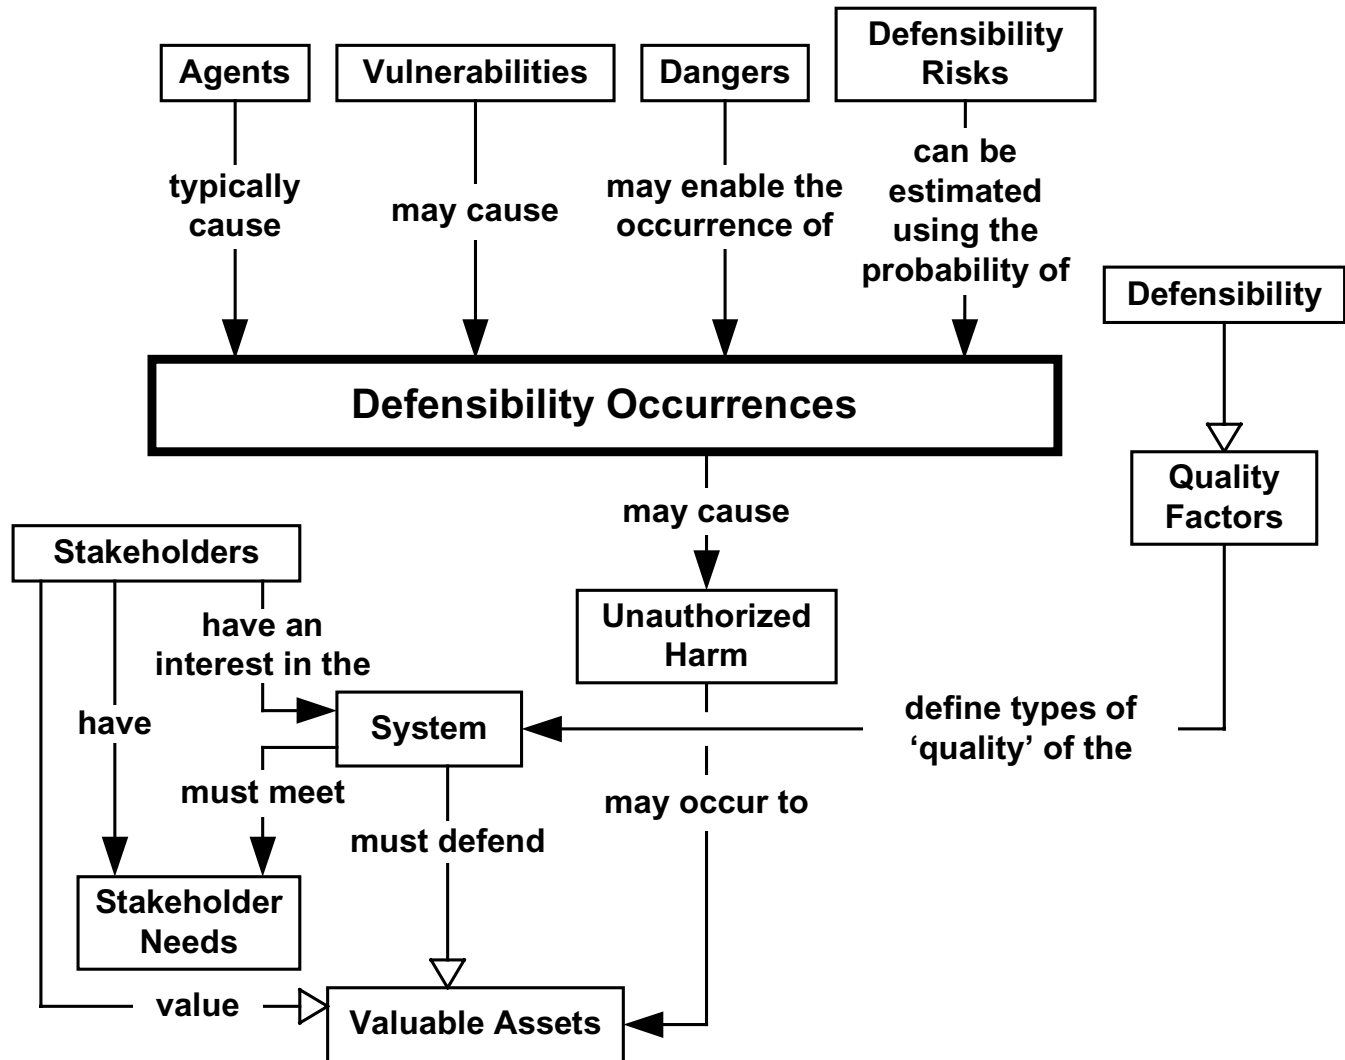 Agents
Vulnerabilities
Dangers
Defensibility
Risks
typically
cause
may cause
may enable the
occurrence of
can be
estimated
using the
probability of
Defensibility
Defensibility Occurrences
Quality
Factors
may cause
Stakeholders
Unauthorized
Harm
have an
interest in the
have
System
define types of
‘quality’ of the
must meet
may occur to
must defend
Stakeholder
Needs
value
Valuable Assets